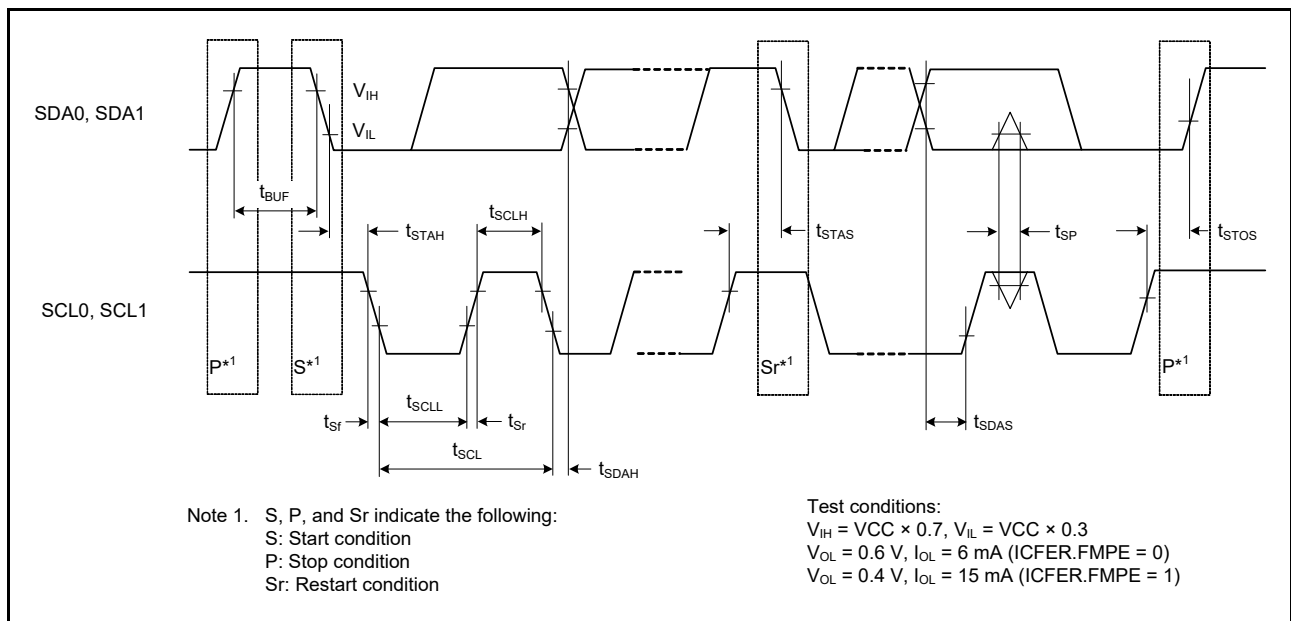 SDA0, SDA1
V_IH
V_IL
t_BUF
t_STAH
t_SCLH
t_STAS
t_SP
t_STOS
SCL0, SCL1
P*1
S*1
Sr*1
P*1
t_Sf
t_SCLL
t_Sr
t_SDAS
t_SCL
t_SDAH
Note 1. S, P, and Sr indicate the following:
S: Start condition
P: Stop condition
Sr: Restart condition
Test conditions:
V_IH = VCC × 0.7, V_IL = VCC × 0.3
V_OL = 0.6 V, I_OL = 6 mA (ICFER.FMPE = 0)
V_OL = 0.4 V, I_OL = 15 mA (ICFER.FMPE = 1)